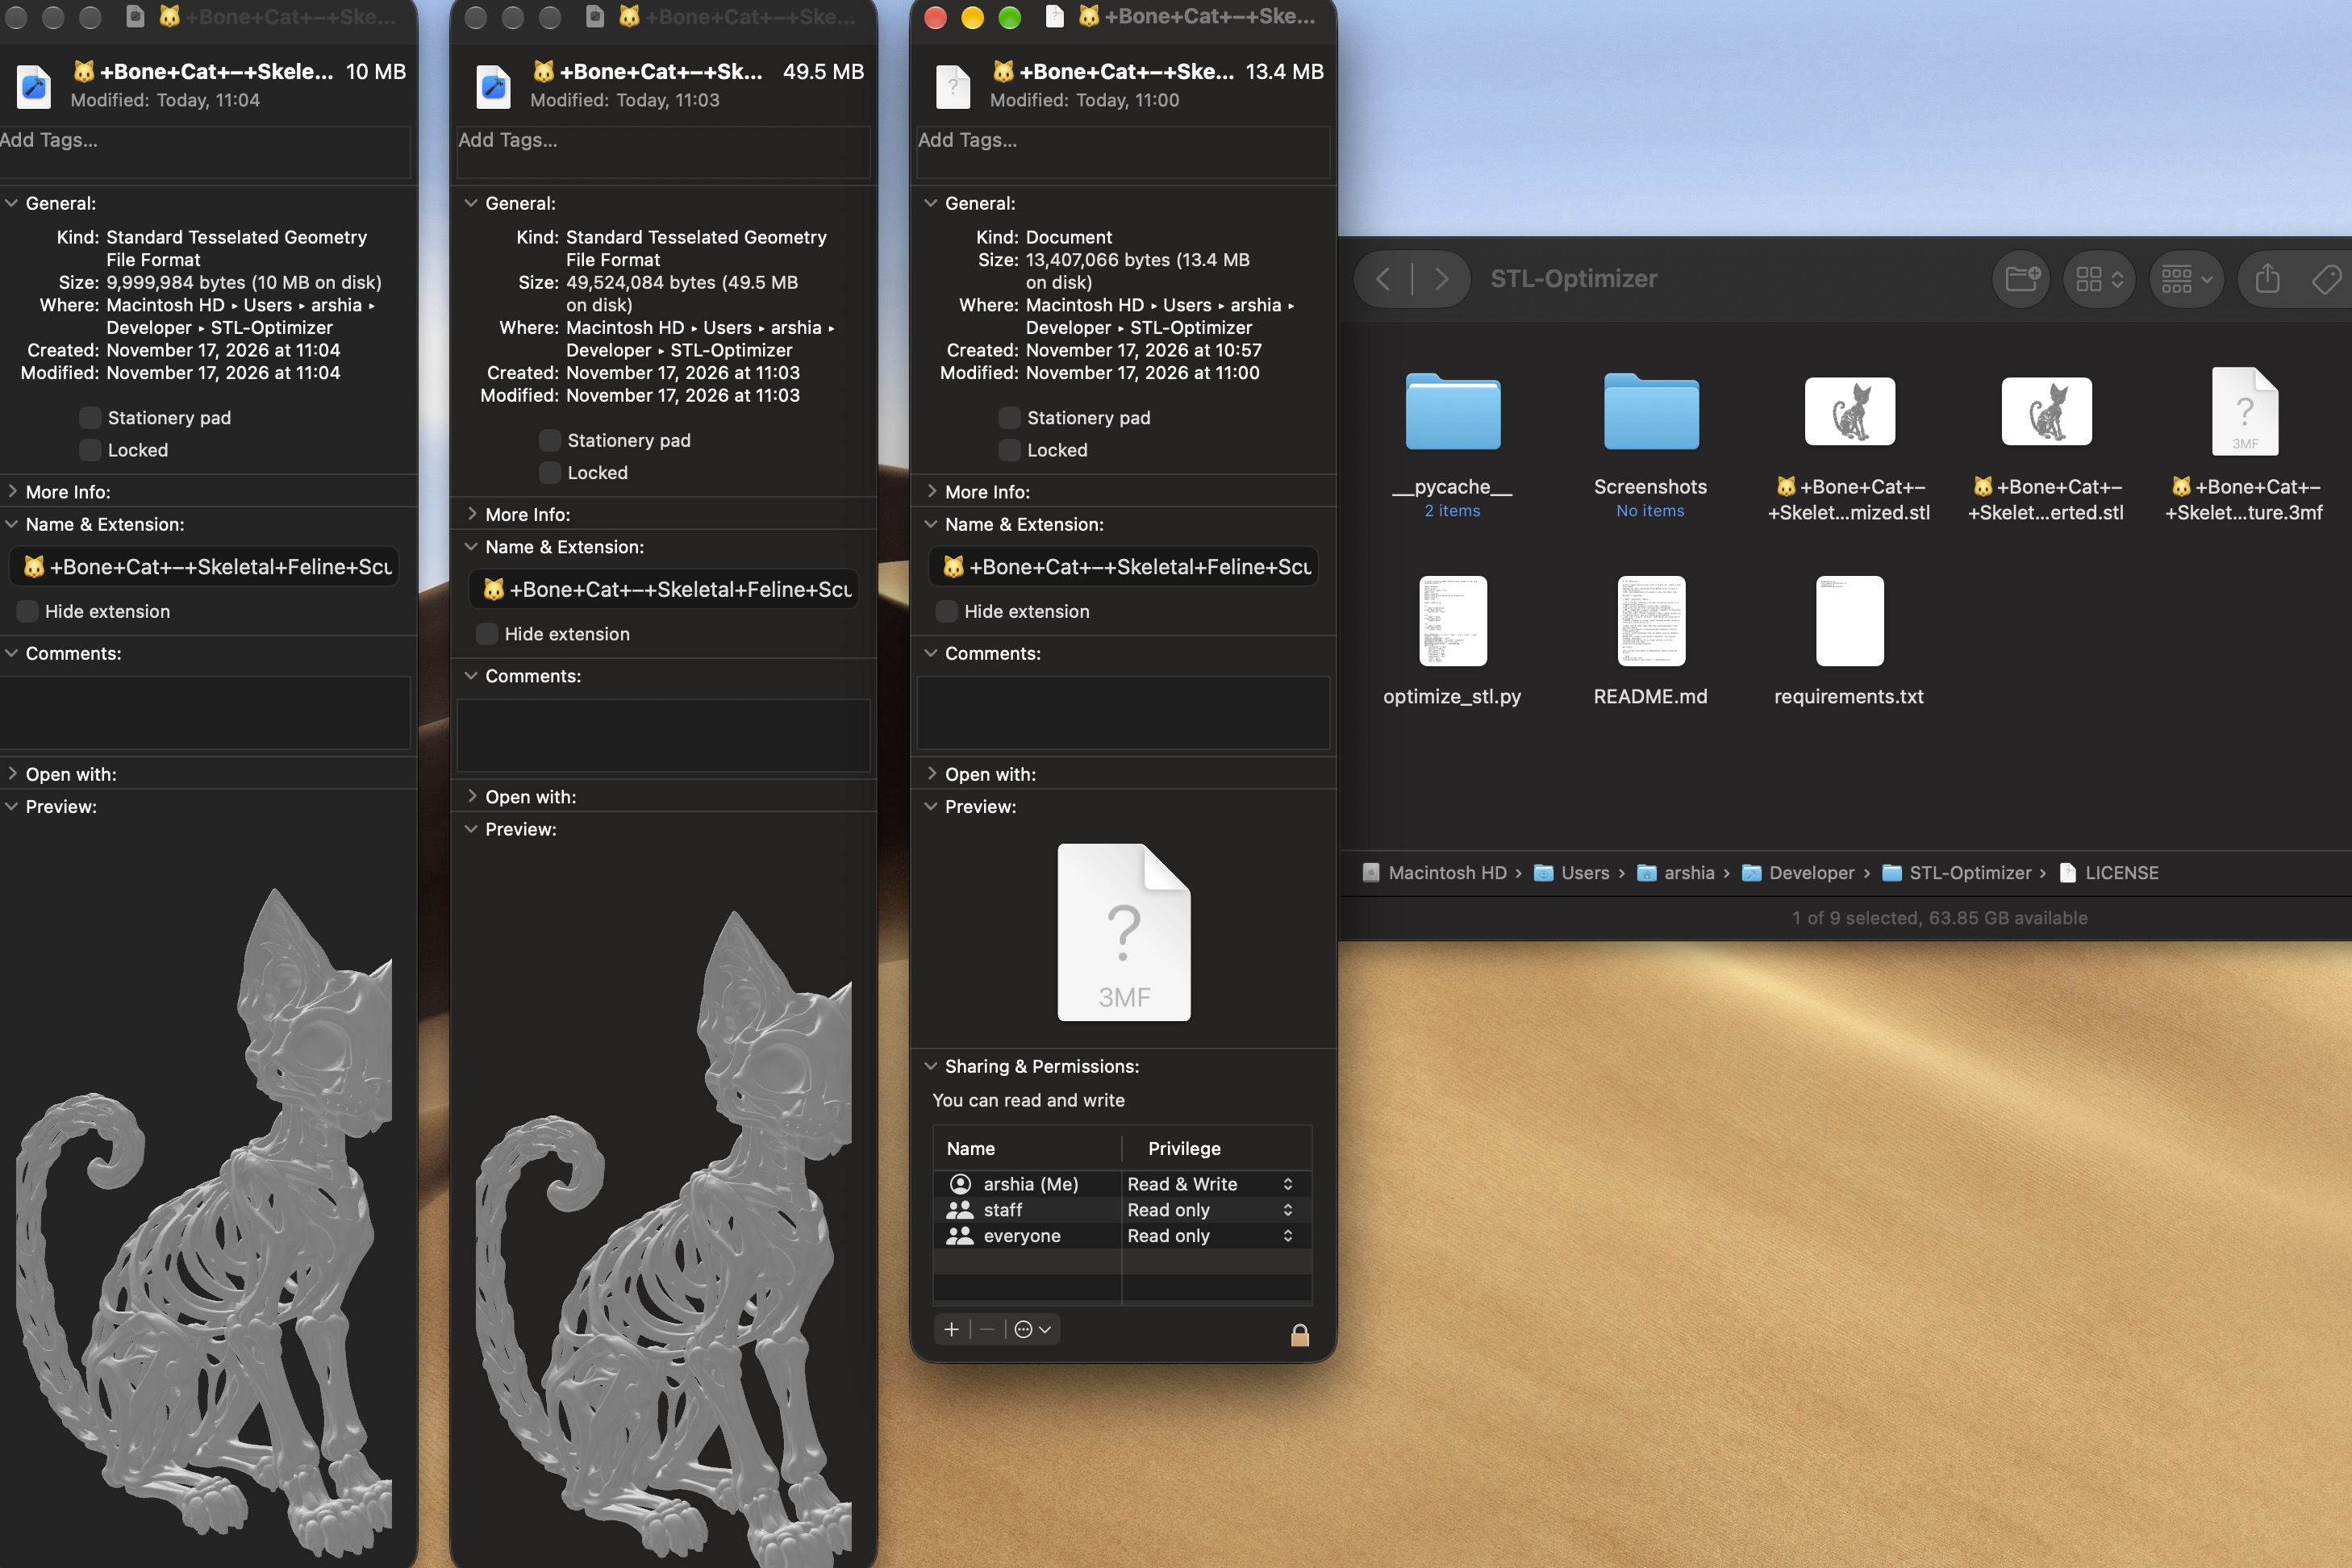 🐱+Bone+Cat+–+Ske...
🐱+Bone+Cat+–+Skele... 10 MB
Modified: Today, 11:04
Add Tags...
General:
Kind: Standard Tesselated Geometry
File Format
Size: 9,999,984 bytes (10 MB on disk)
Where: Macintosh HD ▸ Users ▸ arshia ▸
Developer ▸ STL-Optimizer
Created: November 17, 2026 at 11:04
Modified: November 17, 2026 at 11:04
Stationery pad
Locked
More Info:
Name & Extension:
🐱+Bone+Cat+–+Skeletal+Feline+Scu
Hide extension
Comments:
Open with:
Preview:
🐱+Bone+Cat+–+Ske...
🐱+Bone+Cat+–+Sk... 49.5 MB
Modified: Today, 11:03
Add Tags...
General:
Kind: Standard Tesselated Geometry
File Format
Size: 49,524,084 bytes (49.5 MB
on disk)
Where: Macintosh HD ▸ Users ▸ arshia ▸
Developer ▸ STL-Optimizer
Created: November 17, 2026 at 11:03
Modified: November 17, 2026 at 11:03
Stationery pad
Locked
More Info:
Name & Extension:
🐱+Bone+Cat+–+Skeletal+Feline+Scu
Hide extension
Comments:
Open with:
Preview:
🐱+Bone+Cat+–+Ske...
🐱+Bone+Cat+–+Ske... 13.4 MB
Modified: Today, 11:00
Add Tags...
General:
Kind: Document
Size: 13,407,066 bytes (13.4 MB
on disk)
Where: Macintosh HD ▸ Users ▸ arshia ▸
Developer ▸ STL-Optimizer
Created: November 17, 2026 at 10:57
Modified: November 17, 2026 at 11:00
Stationery pad
Locked
More Info:
Name & Extension:
🐱+Bone+Cat+–+Skeletal+Feline+Scu
Hide extension
Comments:
Open with:
Preview:
?
3MF
Sharing & Permissions:
You can read and write
Name Privilege
arshia (Me) Read & Write
staff Read only
everyone Read only
STL-Optimizer
__pycache__
2 items
Screenshots
No items
🐱+Bone+Cat+–
+Skelet...mized.stl
🐱+Bone+Cat+–
+Skelet...erted.stl
?
3MF
🐱+Bone+Cat+–
+Skelet...ture.3mf
optimize_stl.py
README.md
requirements.txt
Macintosh HD › Users › arshia › Developer › STL-Optimizer › LICENSE
1 of 9 selected, 63.85 GB available